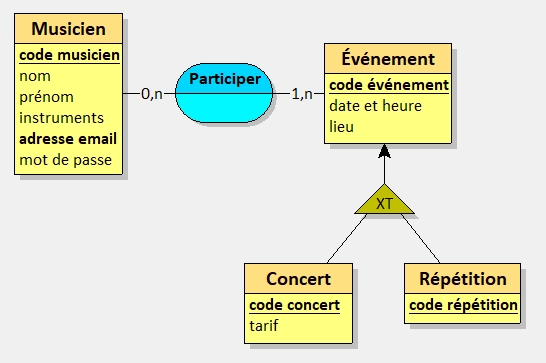 Musicien
code musicien
nom
prénom
instruments
adresse email
mot de passe
0,n
Participer
1,n
Événement
code événement
date et heure
lieu
XT
Concert
code concert
tarif
Répétition
code répétition